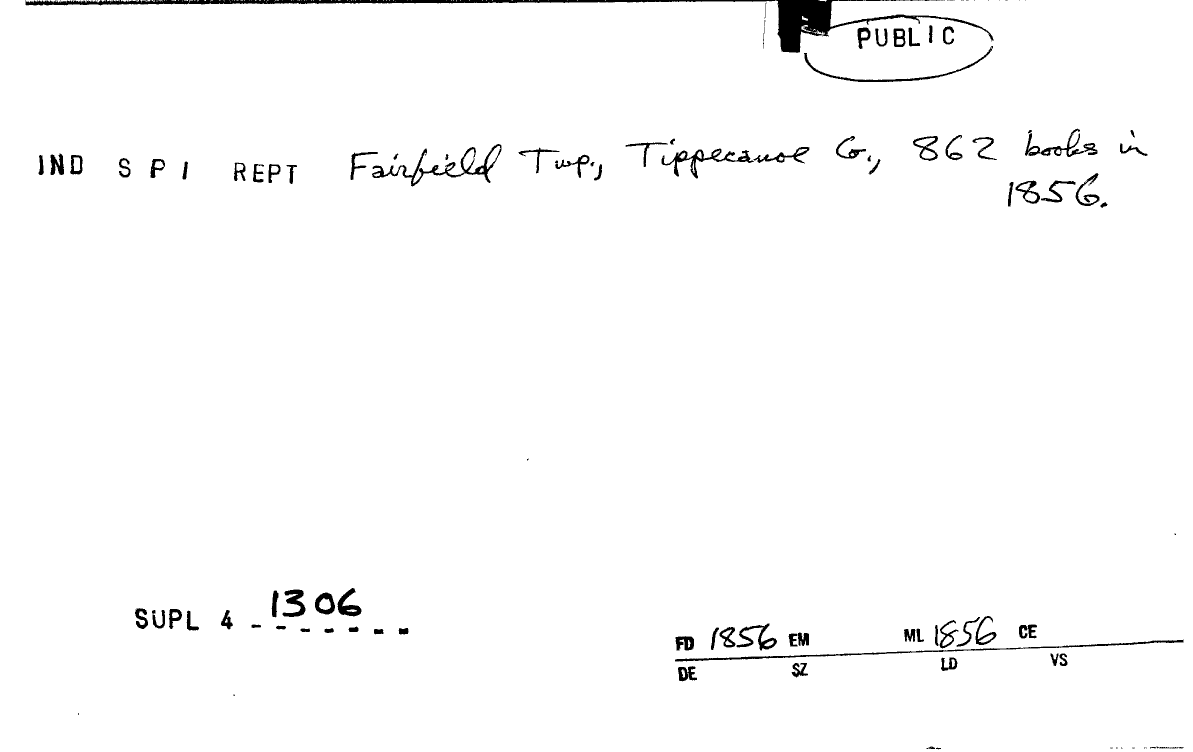 PUBLIC
IND S P I REPT Fairfield Twp., Tippecanoe Co., 862 books in
1856.
SUPL 4 - 1306
FD 1856 EM ML 1856 CE
DE SZ LD VS